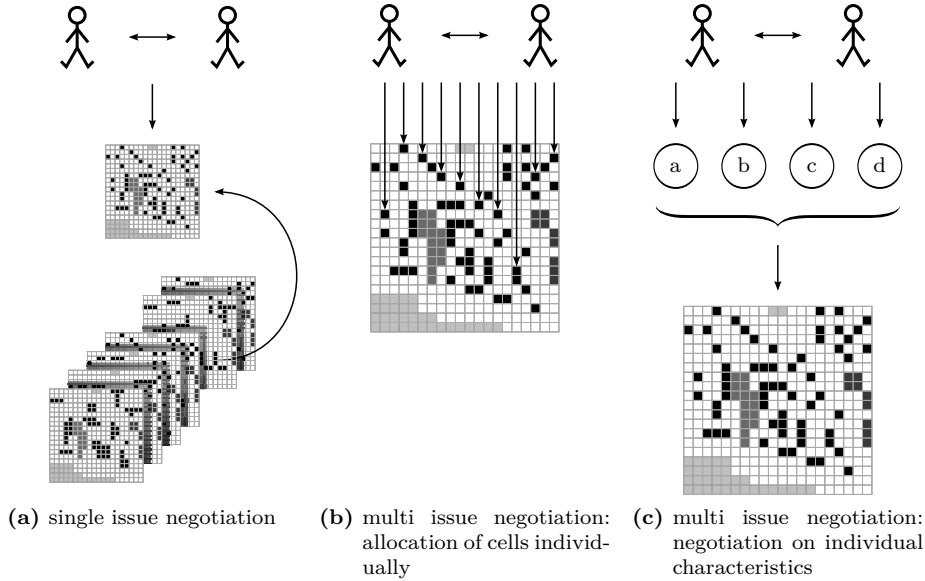 a b c d
(a) single issue negotiation
(b) multi issue negotiation:
allocation of cells individ-
ually
(c) multi issue negotiation:
negotiation on individual
characteristics